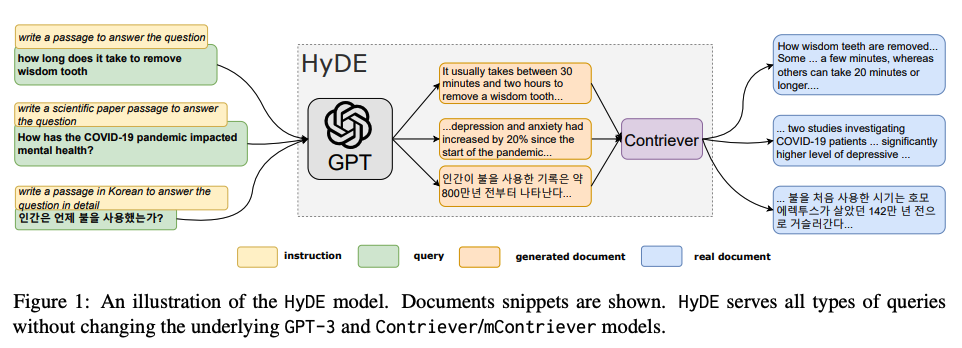 write a passage to answer the question
how long does it take to remove
wisdom tooth
write a scientific paper passage to answer
the question
How has the COVID-19 pandemic impacted
mental health?
write a passage in Korean to answer the
question in detail
인간은 언제 불을 사용했는가?
HyDE
GPT
It usually takes between 30
minutes and two hours to
remove a wisdom tooth...
...depression and anxiety had
increased by 20% since the
start of the pandemic...
인간이 불을 사용한 기록은 약
800만년 전부터 나타난다...
Contriever
How wisdom teeth are removed...
Some ... a few minutes, whereas
others can take 20 minutes or
longer....
... two studies investigating
COVID-19 patients ... significantly
higher level of depressive ...
... 불을 처음 사용한 시기는 호모
에렉투스가 살았던 142만 년 전으
로 거슬러간다...
instruction
query
generated document
real document
Figure 1: An illustration of the HyDE model. Documents snippets are shown. HyDE serves all types of queries
without changing the underlying GPT-3 and Contriever/mContriever models.